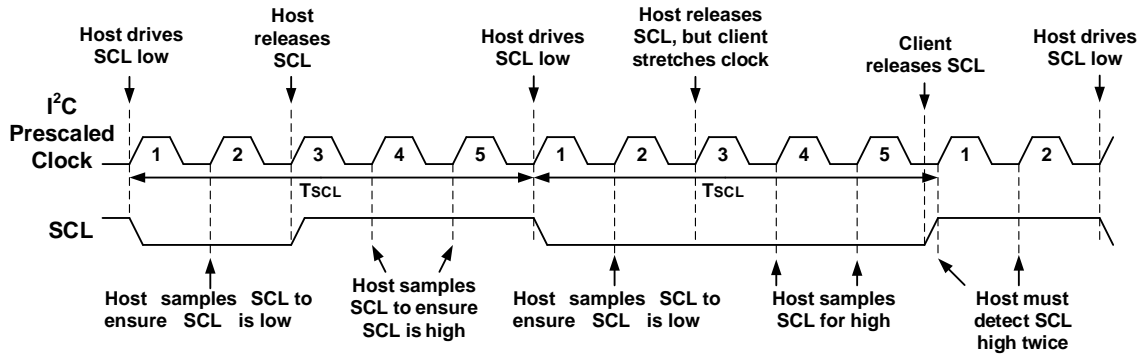 Host drives
SCL low
Host
releases
SCL
Host drives
SCL low
Host releases
SCL, but client
stretches clock
Client
releases SCL
Host drives
SCL low
I²C
Prescaled
Clock
1 2 3 4 5 1 2 3 4 5 1 2
TSCL TSCL
SCL
Host samples SCL to
ensure SCL is low
Host samples
SCL to ensure
SCL is high
Host samples SCL to
ensure SCL is low
Host samples
SCL for high
Host must
detect SCL
high twice